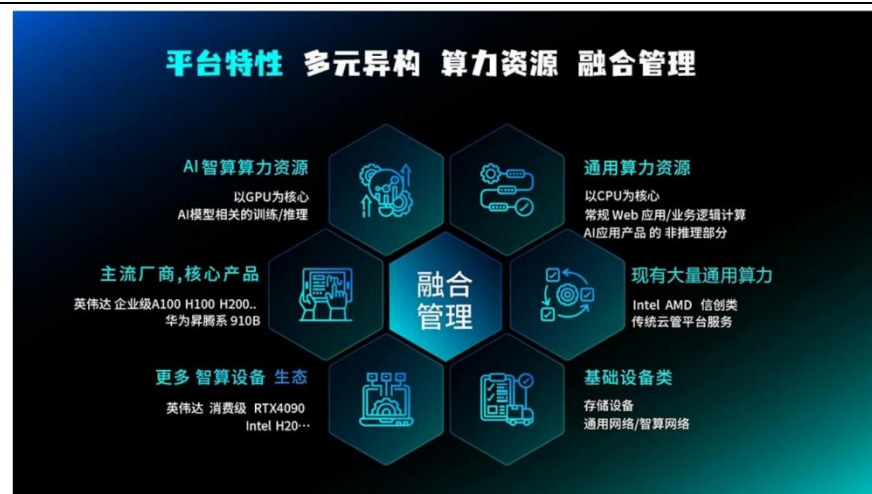 平台特性 多元异构 算力资源 融合管理
AI智算算力资源
以GPU为核心
AI模型相关的训练/推理
通用算力资源
以CPU为核心
常规 Web 应用/业务逻辑计算
AI应用产品 的 非推理部分
主流厂商,核心产品
英伟达 企业级A100 H100 H200..
华为昇腾系 910B
融合
管理
现有大量通用算力
Intel AMD 信创类
传统云管平台服务
更多 智算设备 生态
英伟达 消费级 RTX4090
Intel H20…
基础设备类
存储设备
通用网络/智算网络